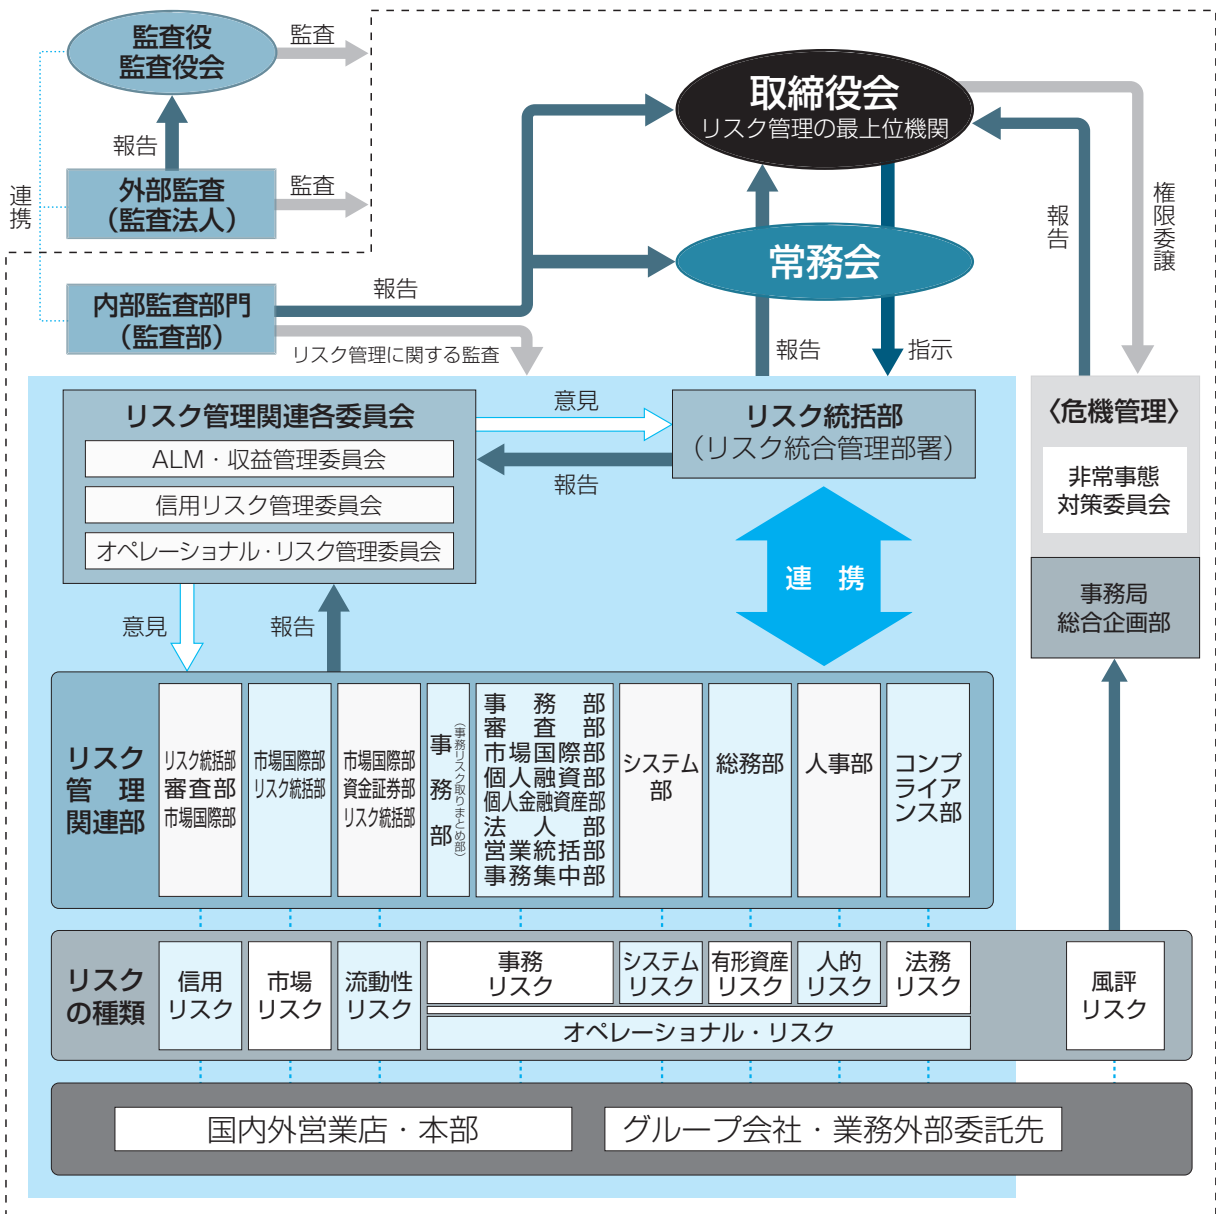 監査役
監査役会
監査
報告
外部監査
（監査法人）
監査
連携
内部監査部門
（監査部）
報告
リスク管理に関する監査
取締役会
リスク管理の最上位機関
常務会
報告
指示
報告
権限委譲
リスク管理関連各委員会
ALM・収益管理委員会
信用リスク管理委員会
オペレーショナル・リスク管理委員会
意見
報告
リスク統括部
（リスク統合管理部署）
〈危機管理〉
非常事態
対策委員会
事務局
総合企画部
意見
報告
連 携
リスク
管 理
関連部
リスク統括部
審査部
市場国際部
市場国際部
リスク統括部
市場国際部
資金証券部
リスク統括部
事務部
（事務リスク取りまとめ部）
事 務 部
審 査 部
市場国際部
個人融資部
個人金融資産部
法 人 部
営業統括部
事務集中部
システム
部
総務部
人事部
コンプ
ライア
ンス部
リスク
の種類
信用
リスク
市場
リスク
流動性
リスク
事務
リスク
システム
リスク
有形資産
リスク
人的
リスク
法務
リスク
オペレーショナル・リスク
風評
リスク
国内外営業店・本部
グループ会社・業務外部委託先